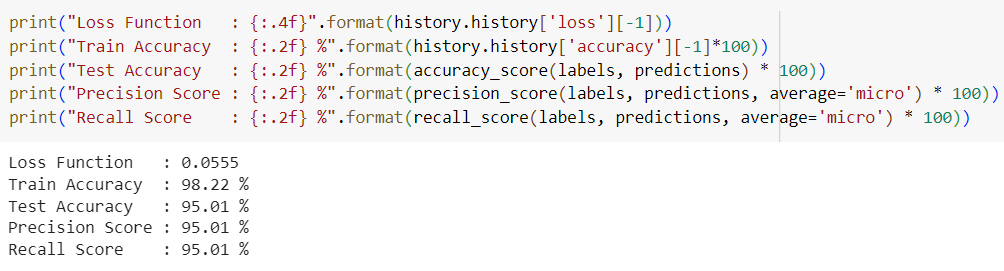 print("Loss Function   : {:.4f}".format(history.history['loss'][-1]))
print("Train Accuracy  : {:.2f} %".format(history.history['accuracy'][-1]*100))
print("Test Accuracy   : {:.2f} %".format(accuracy_score(labels, predictions) * 100))
print("Precision Score : {:.2f} %".format(precision_score(labels, predictions, average='micro') * 100))
print("Recall Score    : {:.2f} %".format(recall_score(labels, predictions, average='micro') * 100))
Loss Function   : 0.0555
Train Accuracy  : 98.22 %
Test Accuracy   : 95.01 %
Precision Score : 95.01 %
Recall Score    : 95.01 %